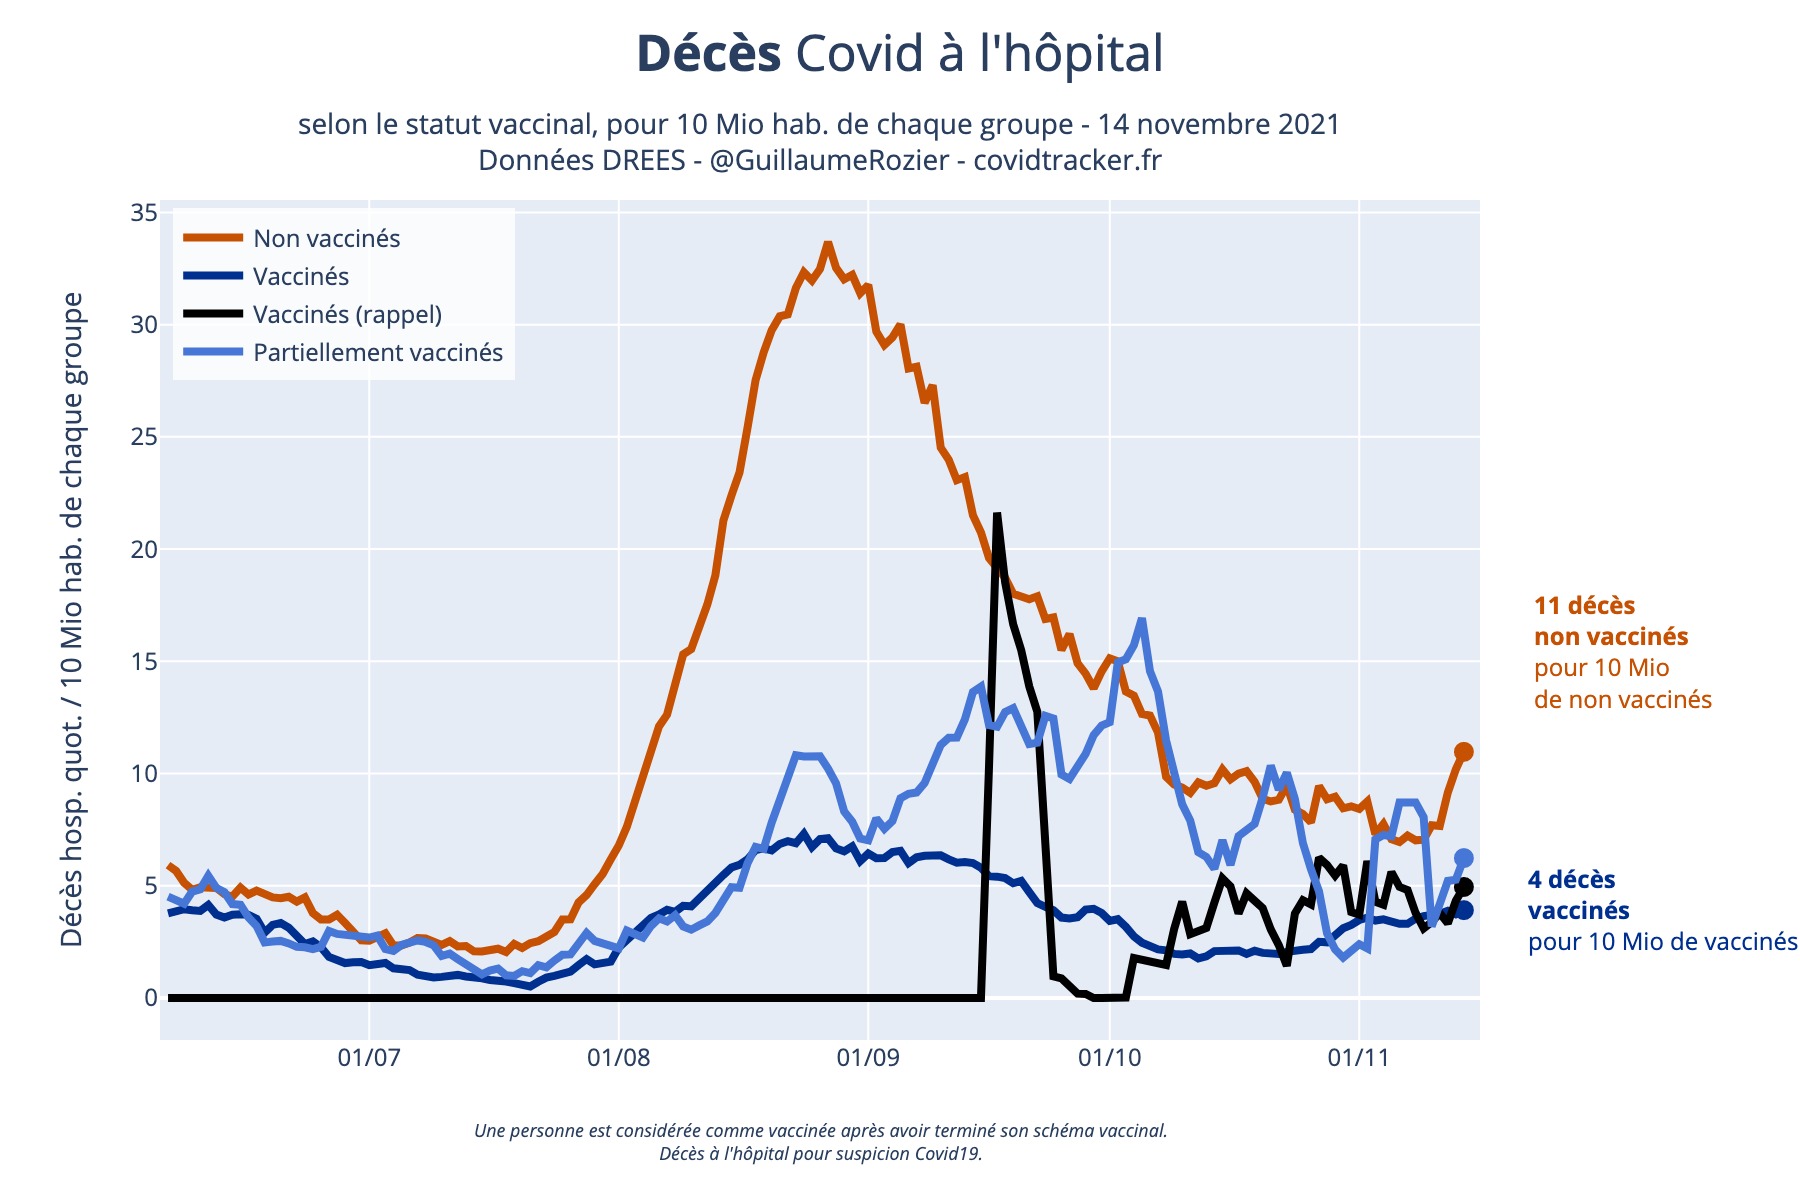 Décès Covid à l'hôpital
selon le statut vaccinal, pour 10 Mio hab. de chaque groupe - 14 novembre 2021
Données DREES - @GuillaumeRozier - covidtracker.fr
Décès hosp. quot. / 10 Mio hab. de chaque groupe
35
30
25
20
15
10
5
0
Non vaccinés
Vaccinés
Vaccinés (rappel)
Partiellement vaccinés
11 décès
non vaccinés
pour 10 Mio
de non vaccinés
4 décès
vaccinés
pour 10 Mio de vaccinés
01/07
01/08
01/09
01/10
01/11
Une personne est considérée comme vaccinée après avoir terminé son schéma vaccinal.
Décès à l'hôpital pour suspicion Covid19.